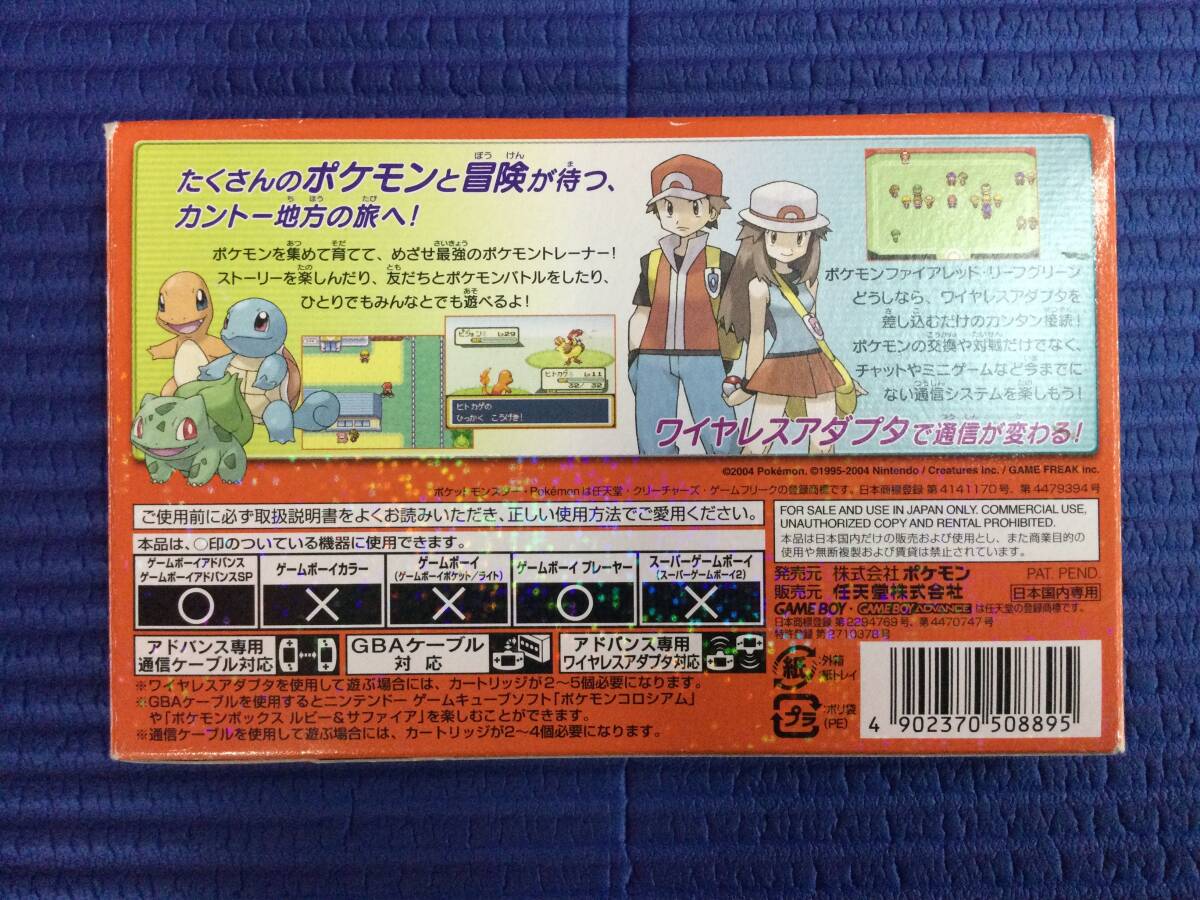 たくさんのポケモンと冒険が待つ、
カントー地方の旅へ!
ポケモンを集めて育てて、めざせ最強のポケモントレーナー!
ストーリーを楽しんだり、友だちとポケモンバトルをしたり、
ひとりでもみんなとでも遊べるよ!
Lv29
ヒトカゲ♂ Lv11
32/ 32
ヒトカゲの
ひっかく こうげき!
ポケモンファイアレッド・リーフグリーン
どうしなら、ワイヤレスアダプタを
差し込むだけのカンタン接続!
ポケモンの交換や対戦だけでなく、
チャットやミニゲームなど今までに
ない通信システムを楽しもう!
ワイヤレスアダプタで通信が変わる!
©2004 Pokémon. ©1995-2004 Nintendo / Creatures inc. / GAME FREAK inc.
ポケットモンスター・Pokémonは任天堂・クリーチャーズ・ゲームフリークの登録商標です。日本商標登録 第4141170号、第4479394号
ご使用前に必ず取扱説明書をよくお読みいただき、正しい使用方法でご愛用ください。
本品は、○印のついている機器に使用できます。
ゲームボーイアドバンス
ゲームボーイアドバンスSP
ゲームボーイカラー
ゲームボーイ
(ゲームボーイポケット/ライト)
ゲームボーイ プレーヤー
スーパーゲームボーイ
(スーパーゲームボーイ2)
○ × × ○ ×
アドバンス専用
通信ケーブル対応
GBAケーブル
対応
アドバンス専用
ワイヤレスアダプタ対応
※ワイヤレスアダプタを使用して遊ぶ場合には、カートリッジが2〜5個必要になります。
※GBAケーブルを使用するとニンテンドー ゲームキューブソフト「ポケモンコロシアム」
や「ポケモンボックス ルビー&サファイア」を楽しむことができます。
※通信ケーブルを使用して遊ぶ場合には、カートリッジが2〜4個必要になります。
FOR SALE AND USE IN JAPAN ONLY. COMMERCIAL USE,
UNAUTHORIZED COPY AND RENTAL PROHIBITED.
本品は日本国内だけの販売および使用とし、また商業目的の
使用や無断複製および賃貸は禁止されています。
発売元 株式会社ポケモン
PAT. PEND.
販売元 任天堂株式会社
日本国内専用
GAME BOY・GAME BOY ADVANCEは任天堂の登録商標です。
日本商標登録 第2294769号、第4470747号
特許登録 第2710378号
紙
外箱
紙トレイ
プラ
ポリ袋
(PE)
4 902370 508895